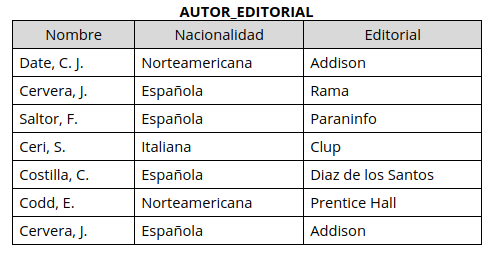 AUTOR_EDITORIAL
Nombre Nacionalidad Editorial
Date, C. J. Norteamericana Addison
Cervera, J. Española Rama
Saltor, F. Española Paraninfo
Ceri, S. Italiana Clup
Costilla, C. Española Diaz de los Santos
Codd, E. Norteamericana Prentice Hall
Cervera, J. Española Addison